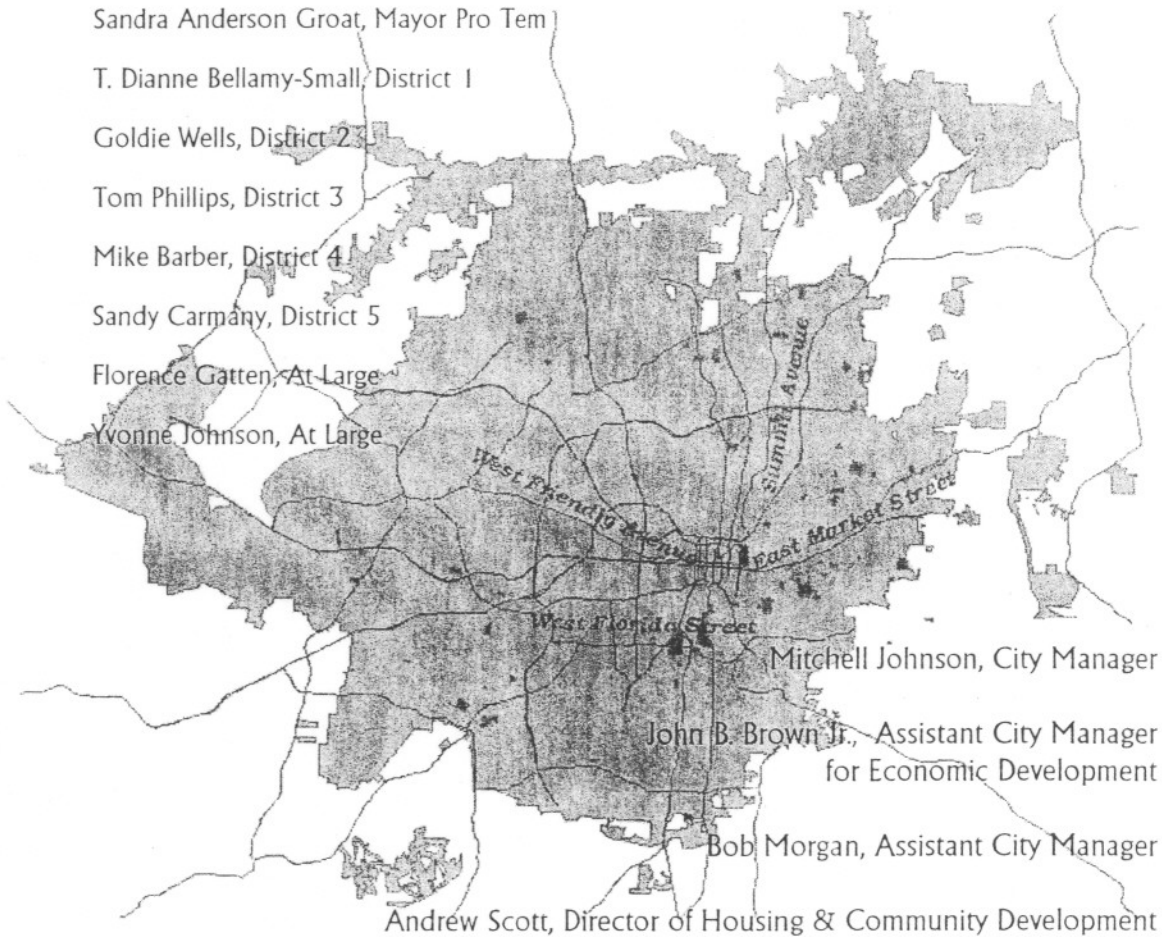 Sandra Anderson Groat, Mayor Pro Tem
T. Dianne Bellamy-Small, District 1
Goldie Wells, District 2
Tom Phillips, District 3
Mike Barber, District 4
Sandy Carmany, District 5
Florence Gatten, At Large
Yvonne Johnson, At Large
Summit Avenue
West Friendly Avenue
East Market Street
West Florida Street
Mitchell Johnson, City Manager
John B. Brown Jr., Assistant City Manager
for Economic Development
Bob Morgan, Assistant City Manager
Andrew Scott, Director of Housing & Community Development